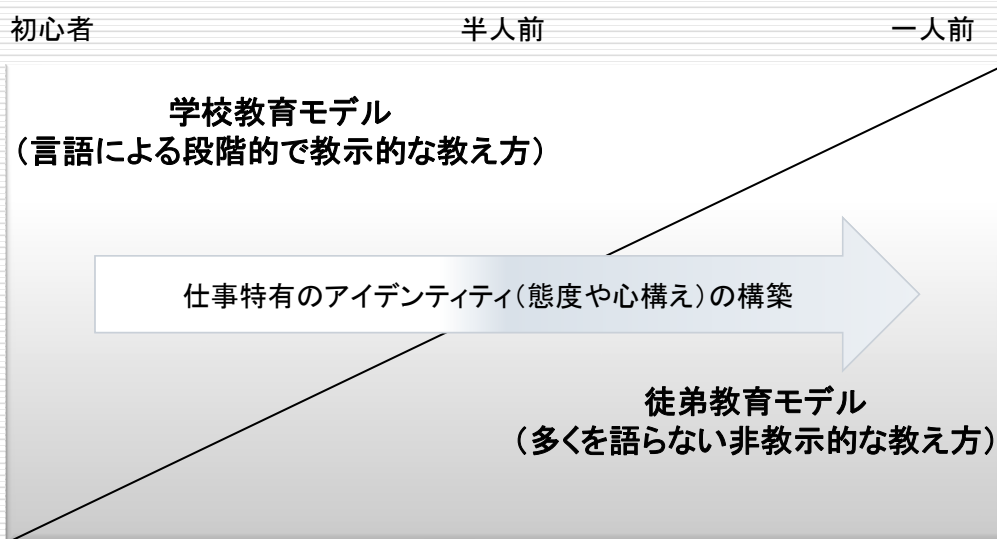 初心者
半人前
一人前
学校教育モデル
（言語による段階的で教示的な教え方）
仕事特有のアイデンティティ（態度や心構え）の構築
徒弟教育モデル
（多くを語らない非教示的な教え方）